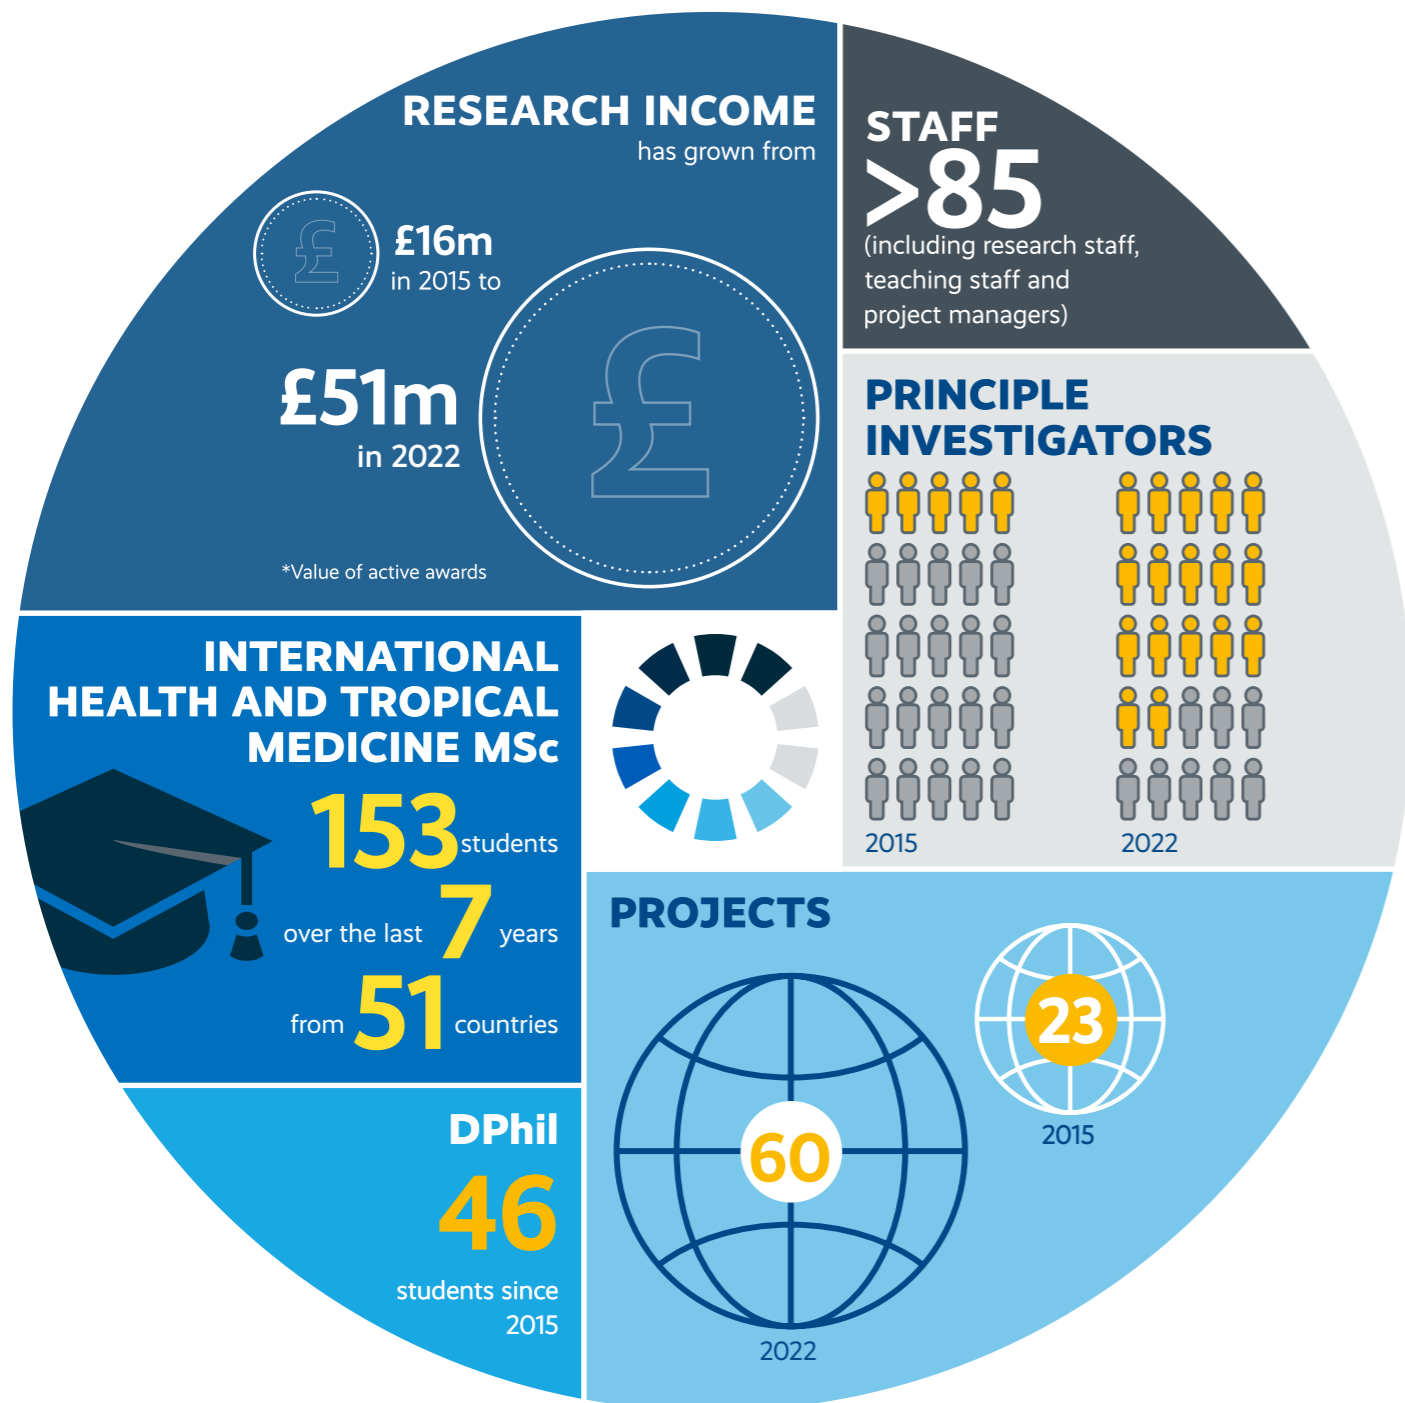 RESEARCH INCOME
has grown from
£16m
in 2015 to
£51m
in 2022
*Value of active awards
STAFF
>85
(including research staff,
teaching staff and
project managers)
PRINCIPLE
INVESTIGATORS
2015
2022
INTERNATIONAL
HEALTH AND TROPICAL
MEDICINE MSc
153 students
over the last 7 years
from 51 countries
DPhil
46
students since
2015
PROJECTS
23
2015
60
2022